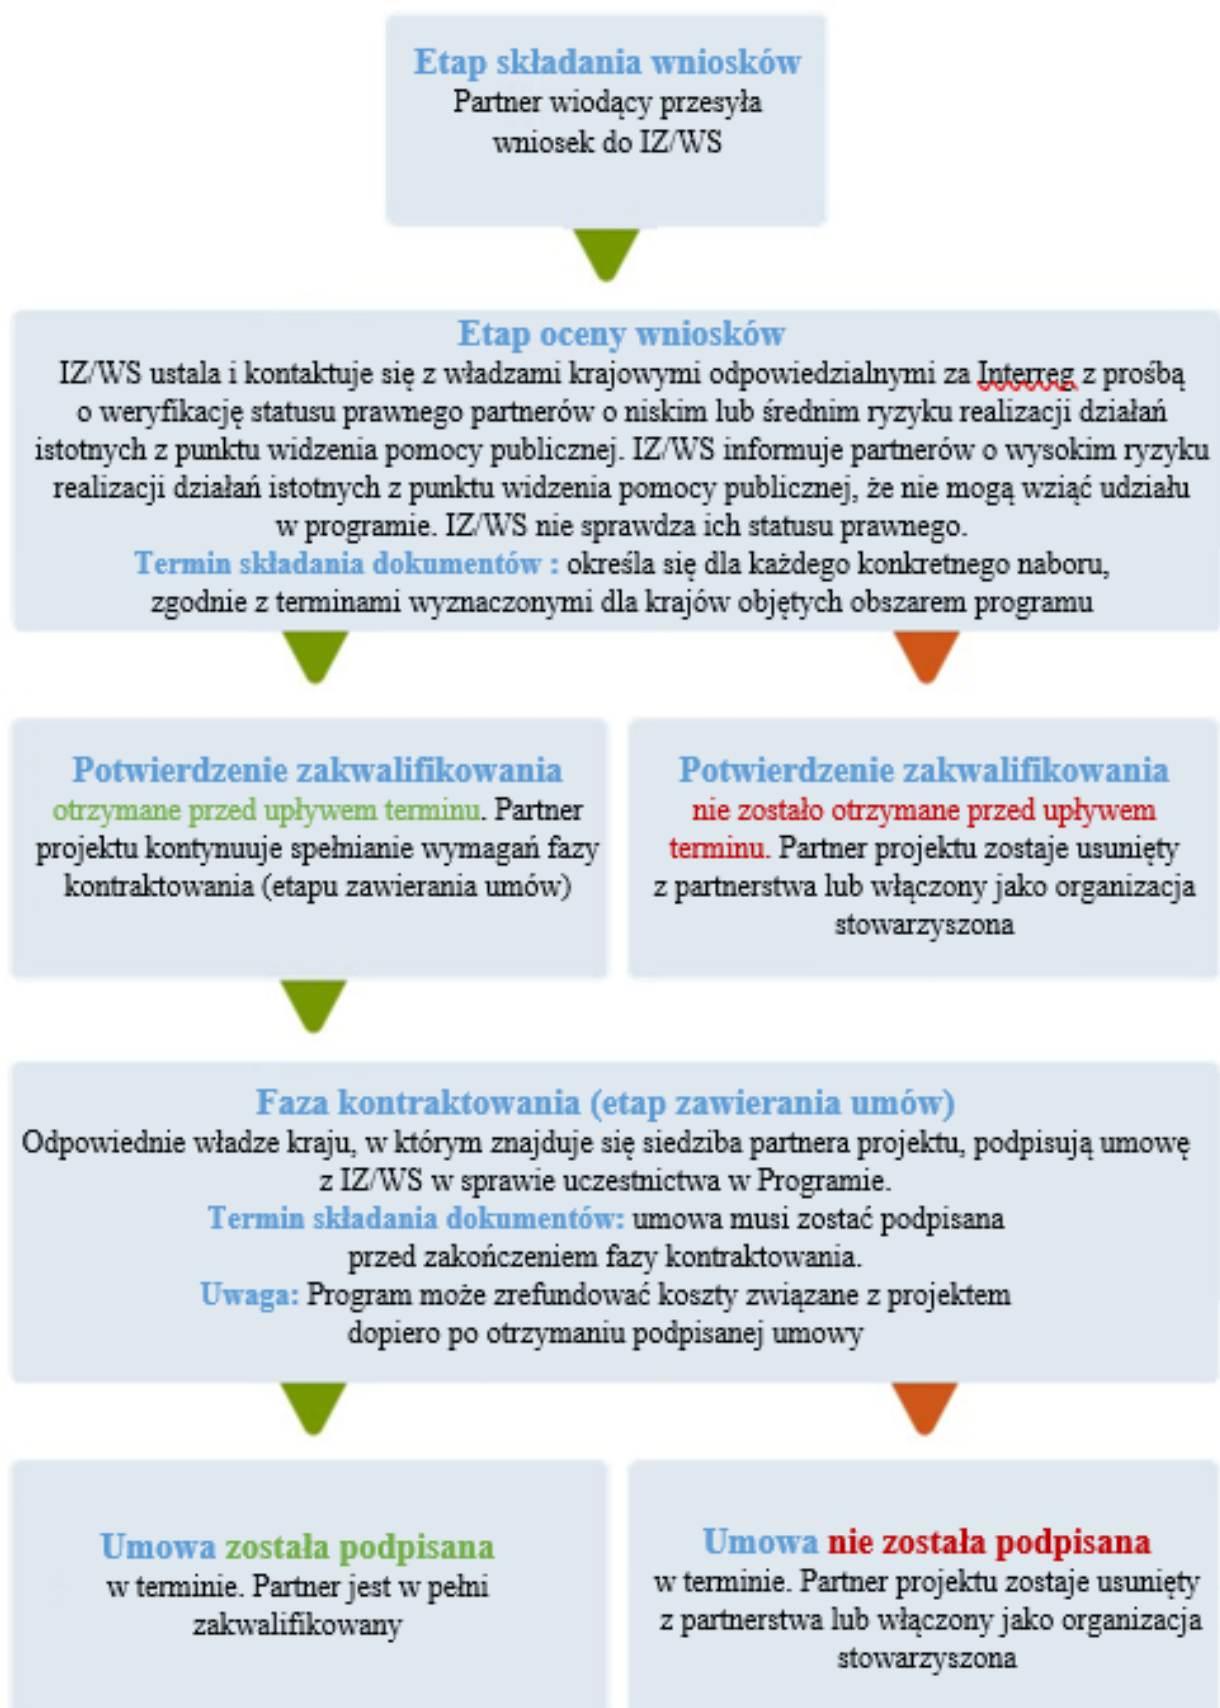 Etap składania wniosków
Partner wiodący przesyła
wniosek do IZ/WS
Etap oceny wniosków
IZ/WS ustala i kontaktuje się z władzami krajowymi odpowiedzialnymi za Interreg z prośbą
o weryfikację statusu prawnego partnerów o niskim lub średnim ryzyku realizacji działań
istotnych z punktu widzenia pomocy publicznej. IZ/WS informuje partnerów o wysokim ryzyku
realizacji działań istotnych z punktu widzenia pomocy publicznej, że nie mogą wziąć udziału
w programie. IZ/WS nie sprawdza ich statusu prawnego.
Termin składania dokumentów : określa się dla każdego konkretnego naboru,
zgodnie z terminami wyznaczonymi dla krajów objętych obszarem programu
Potwierdzenie zakwalifikowania
otrzymane przed upływem terminu. Partner
projektu kontynuuje spełnianie wymagań fazy
kontraktowania (etapu zawierania umów)
Potwierdzenie zakwalifikowania
nie zostało otrzymane przed upływem
terminu. Partner projektu zostaje usunięty
z partnerstwa lub włączony jako organizacja
stowarzyszona
Faza kontraktowania (etap zawierania umów)
Odpowiednie władze kraju, w którym znajduje się siedziba partnera projektu, podpisują umowę
z IZ/WS w sprawie uczestnictwa w Programie.
Termin składania dokumentów: umowa musi zostać podpisana
przed zakończeniem fazy kontraktowania.
Uwaga: Program może zrefundować koszty związane z projektem
dopiero po otrzymaniu podpisanej umowy
Umowa została podpisana
w terminie. Partner jest w pełni
zakwalifikowany
Umowa nie została podpisana
w terminie. Partner projektu zostaje usunięty
z partnerstwa lub włączony jako organizacja
stowarzyszona